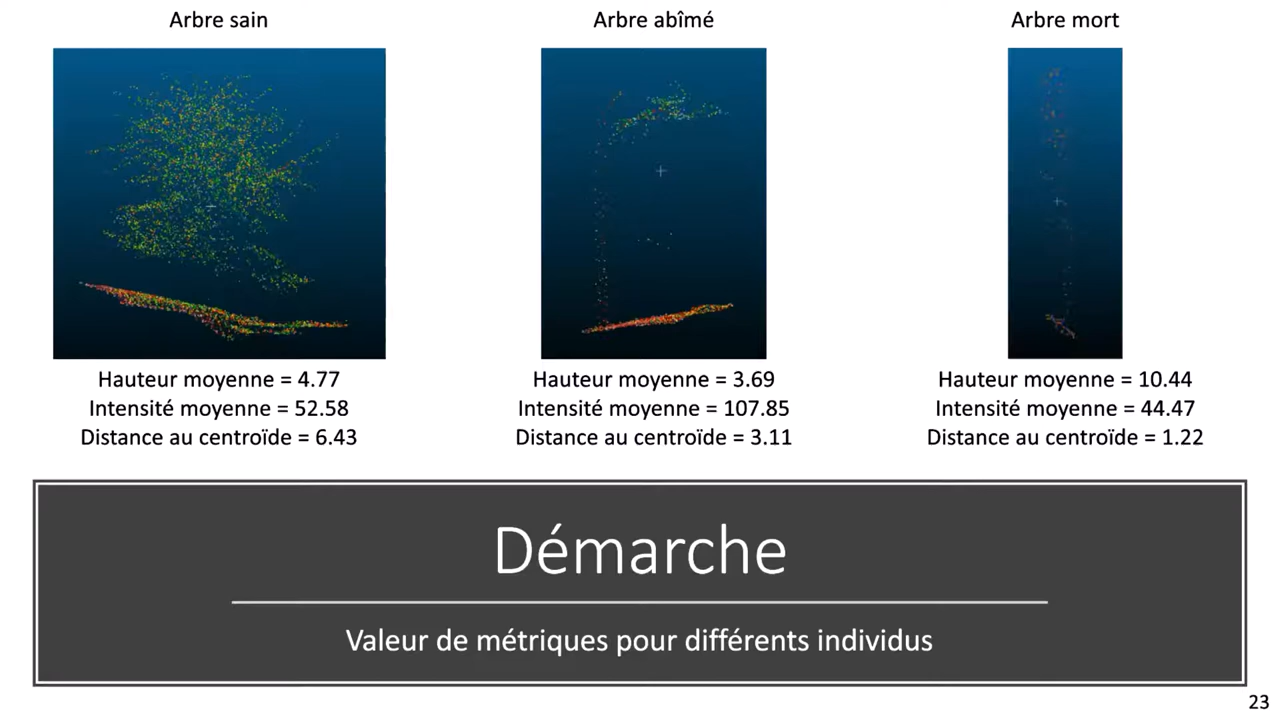 Arbre sain
Arbre abîmé
Arbre mort
Hauteur moyenne = 4.77
Intensité moyenne = 52.58
Distance au centroïde = 6.43
Hauteur moyenne = 3.69
Intensité moyenne = 107.85
Distance au centroïde = 3.11
Hauteur moyenne = 10.44
Intensité moyenne = 44.47
Distance au centroïde = 1.22
Démarche
Valeur de métriques pour différents individus
23